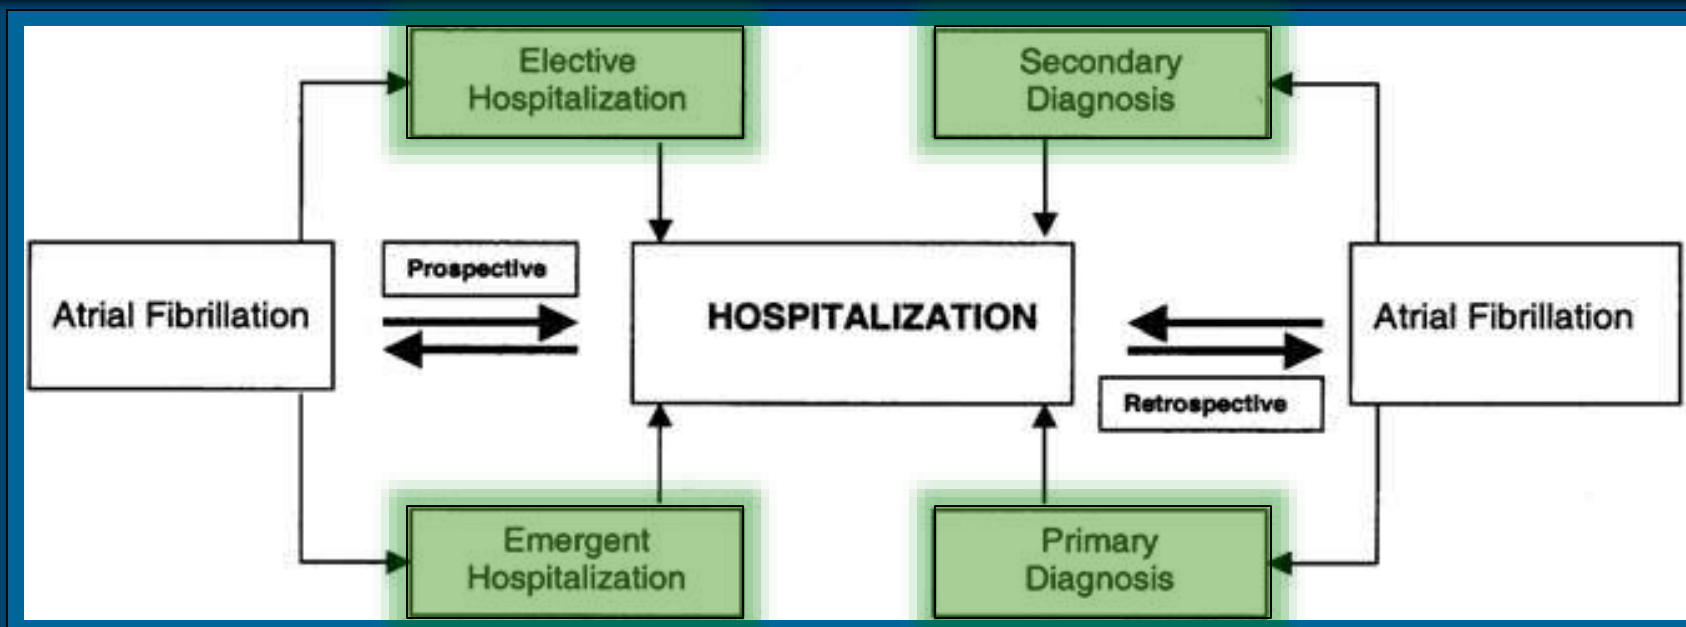 Elective
Hospitalization
Secondary
Diagnosis
Atrial Fibrillation
Prospective
HOSPITALIZATION
Retrospective
Atrial Fibrillation
Emergent
Hospitalization
Primary
Diagnosis